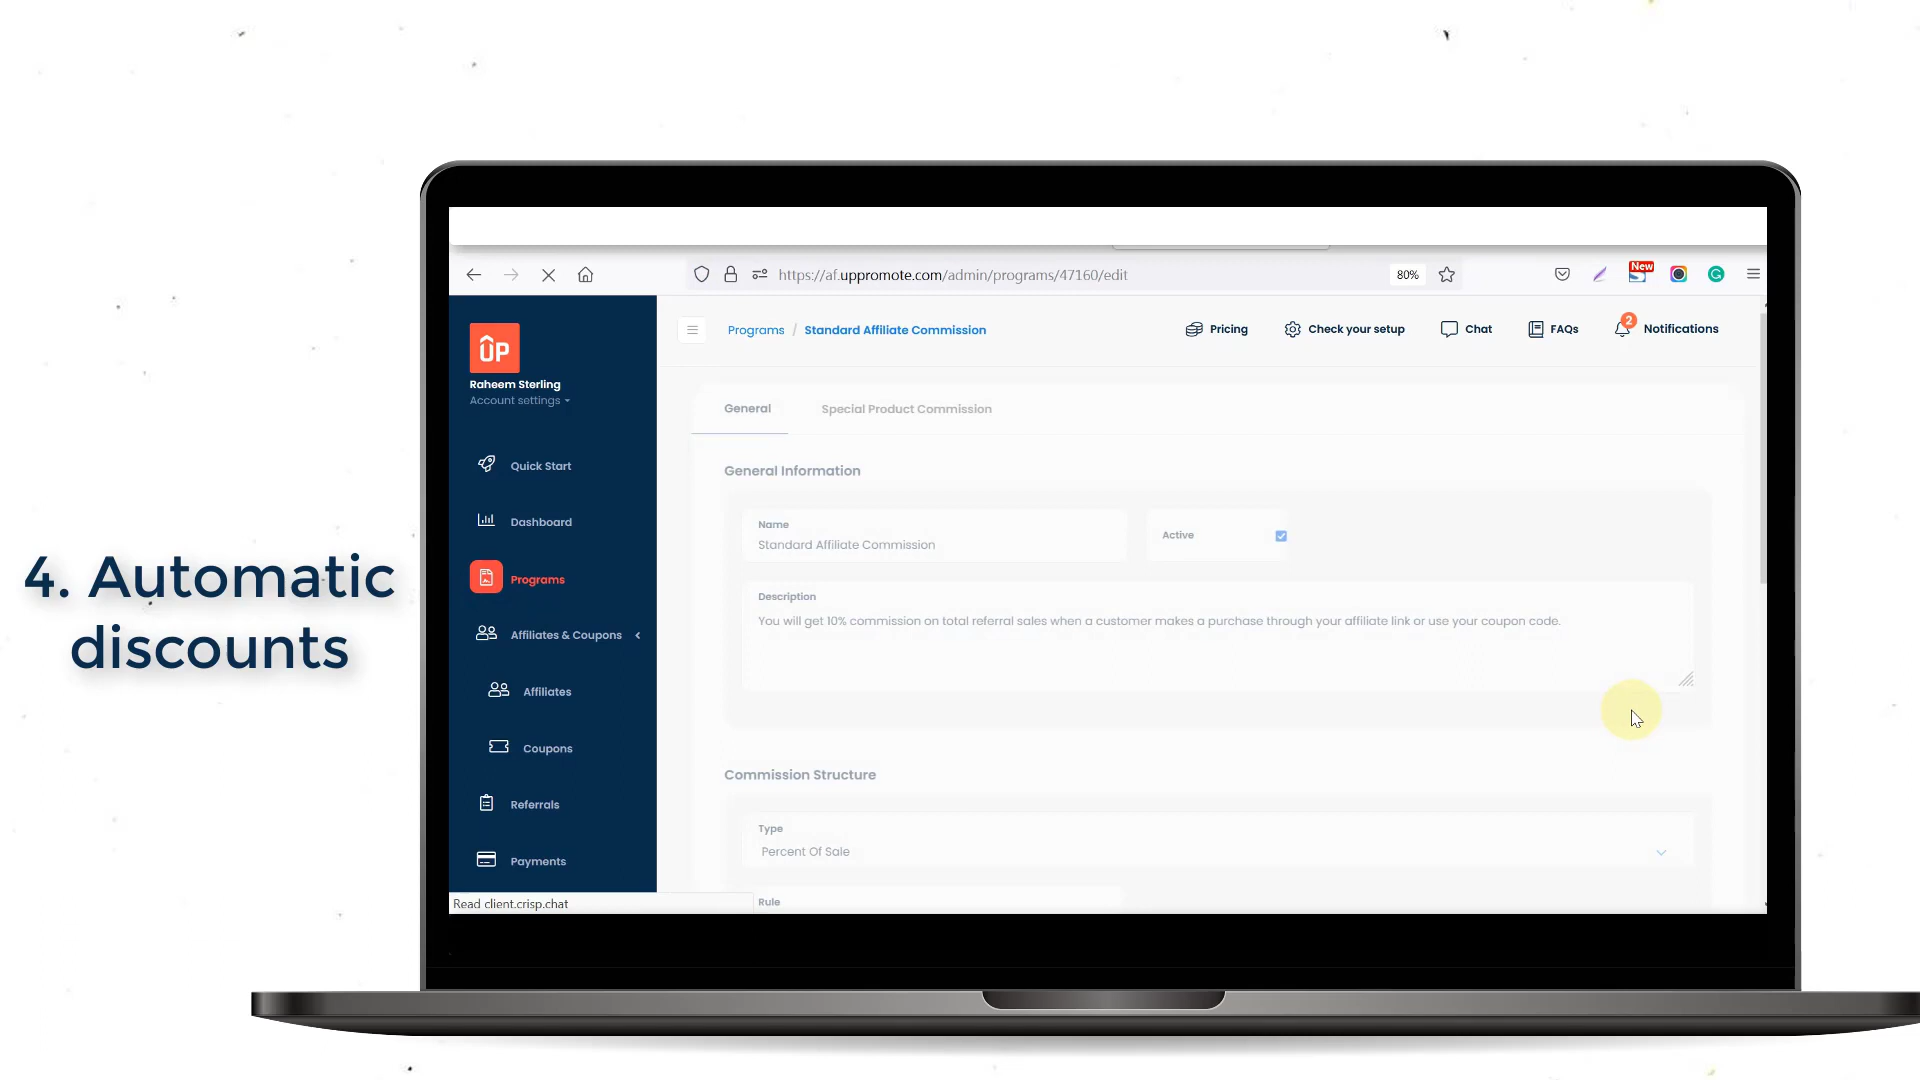 4. Automatic
discounts
https://af.uppromote.com/admin/programs/47160/edit
80%
New
UP
Raheem Sterling
Account settings
Quick Start
Dashboard
Programs
Affiliates & Coupons
Affiliates
Coupons
Referrals
Payments
Read client.crisp.chat
Programs / Standard Affiliate Commission
Pricing
Check your setup
Chat
FAQs
2
Notifications
General
Special Product Commission
General Information
Name
Standard Affiliate Commission
Active
Description
You will get 10% commission on total referral sales when a customer makes a purchase through your affiliate link or use your coupon code.
Commission Structure
Type
Percent Of Sale
Rule